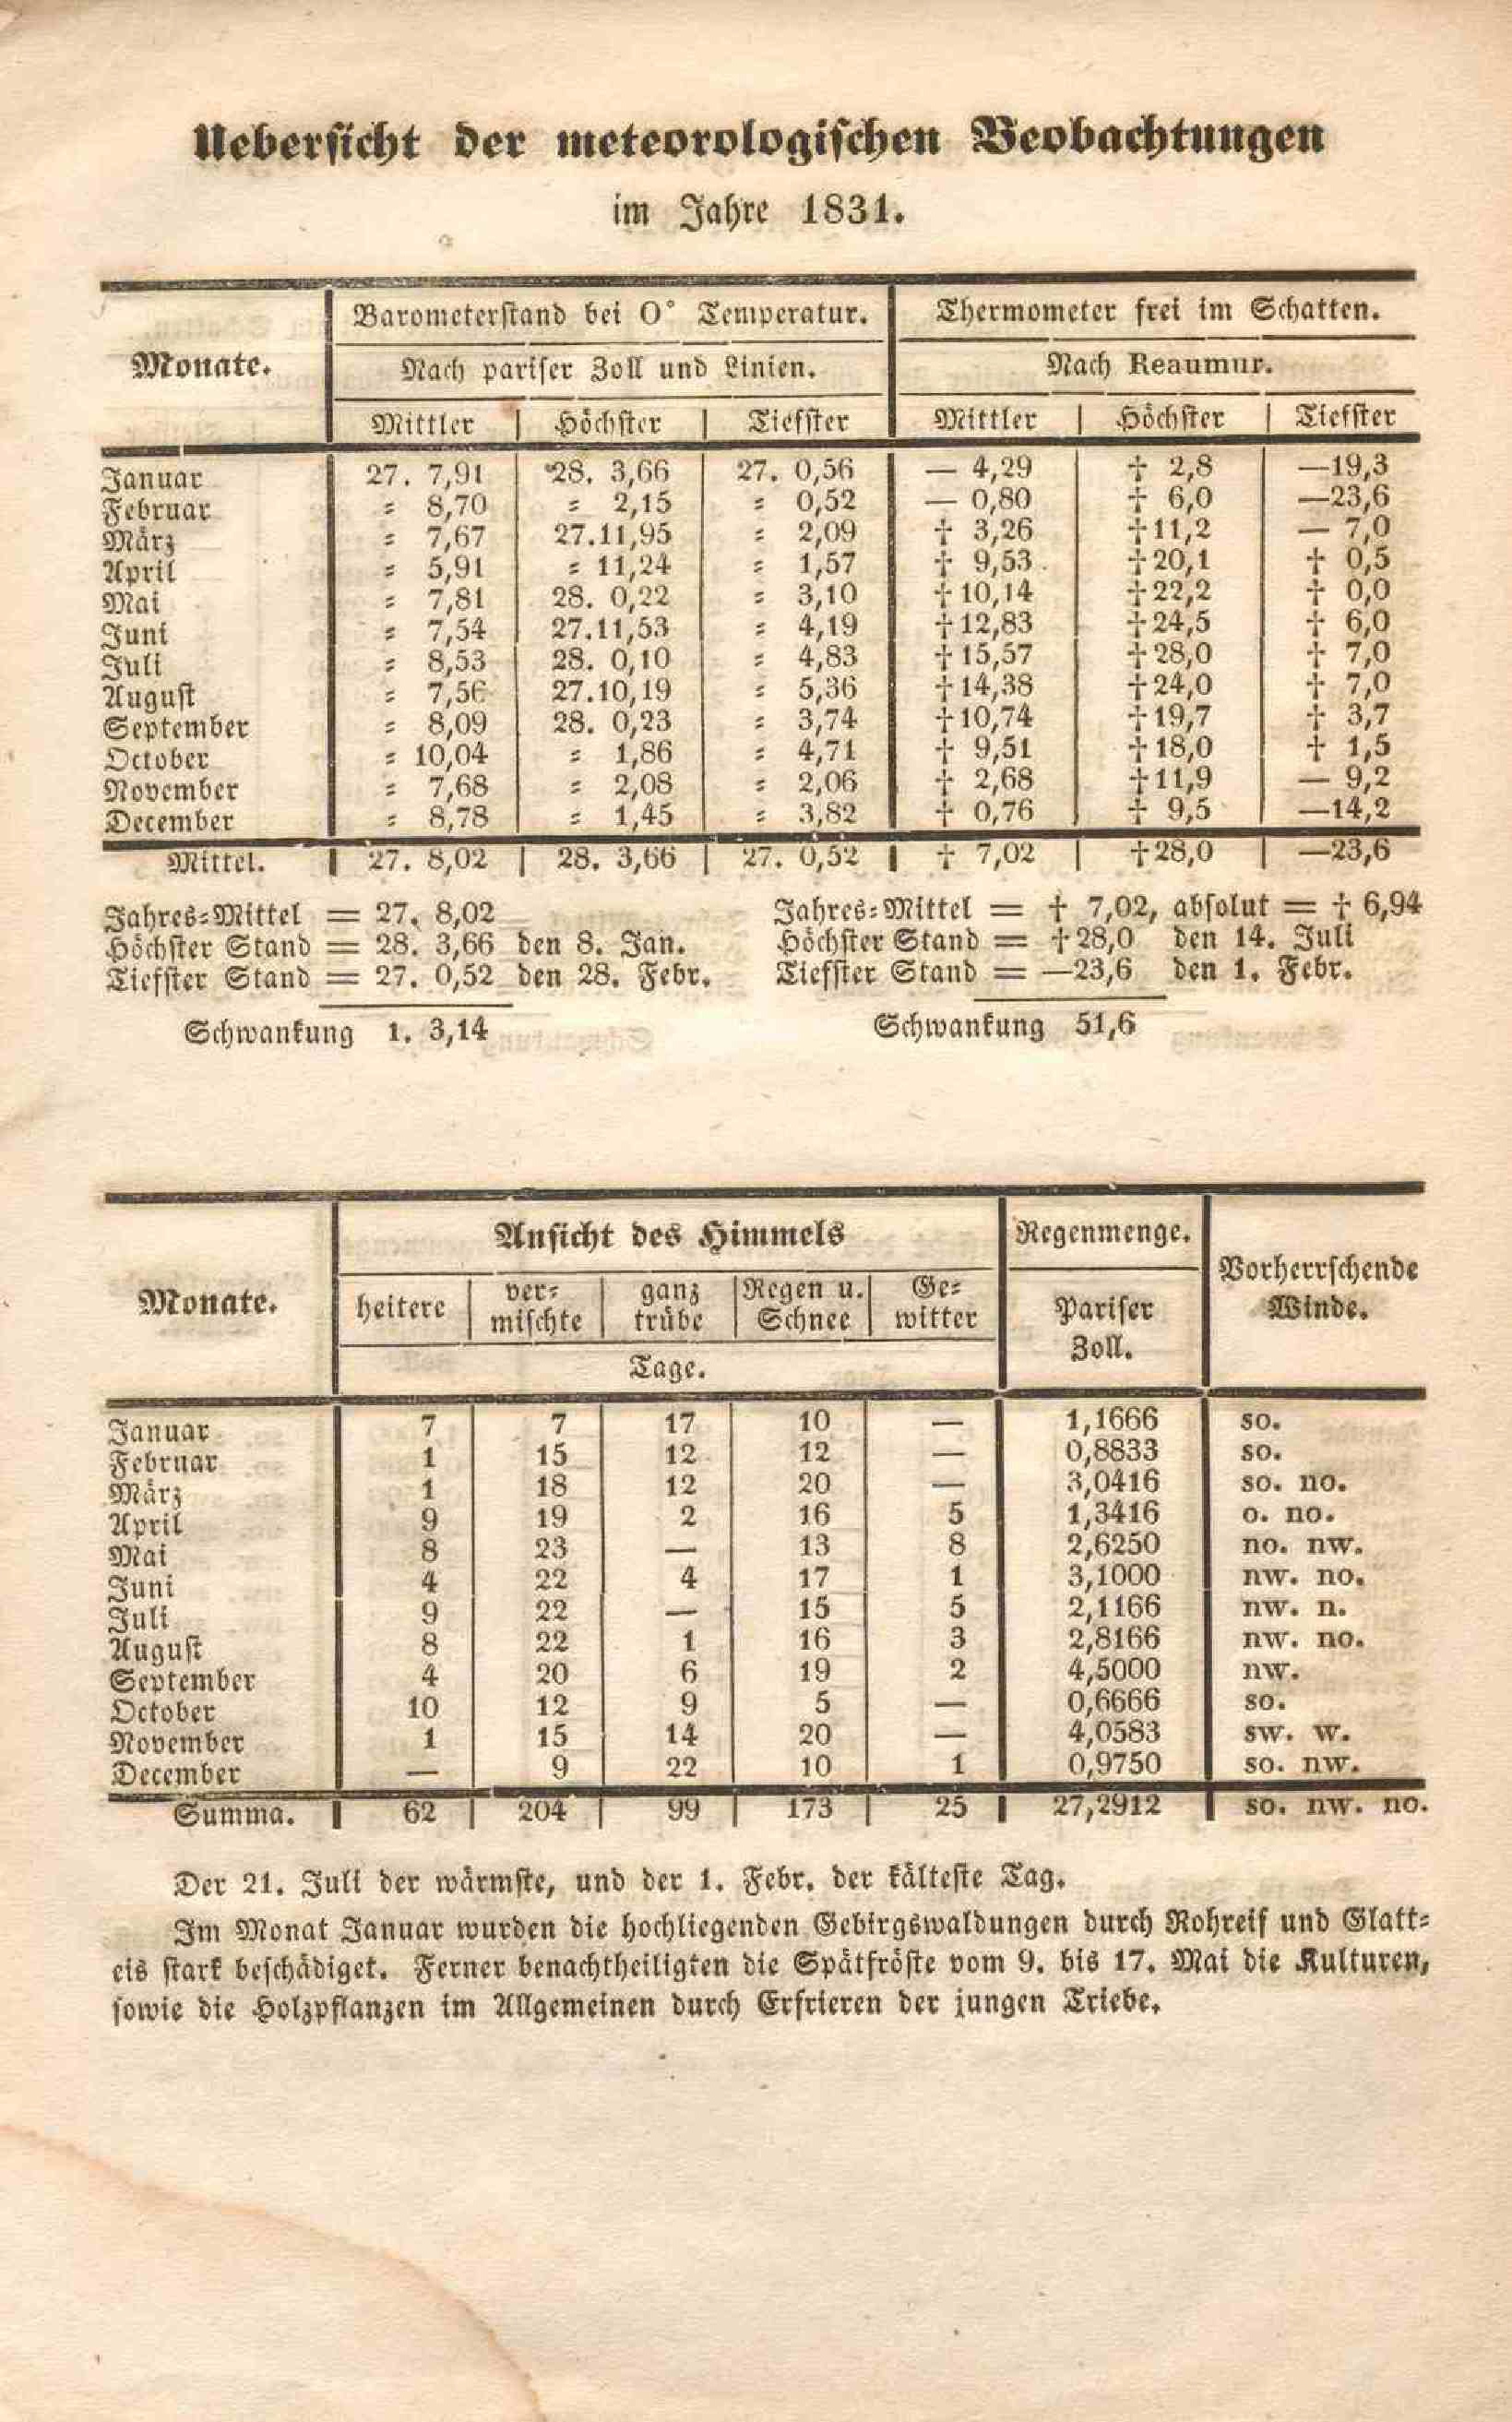 Uebersicht der meteorologischen Beobachtungen
im Jahre 1831.
Monate. Barometerstand bei 0° Temperatur. Thermometer frei im Schatten.
Nach pariser Zoll und Linien. Nach Reaumur.
Mittler Höchster Tiefster Mittler Höchster Tiefster
Januar 27. 7,91 28. 3,66 27. 0,56 — 4,29 † 2,8 —19,3
Februar = 8,70 = 2,15 = 0,52 — 0,80 † 6,0 —23,6
März = 7,67 27.11,95 = 2,09 † 3,26 †11,2 — 7,0
April = 5,91 = 11,24 = 1,57 † 9,53 †20,1 † 0,5
Mai = 7,81 28. 0,22 = 3,10 †10,14 †22,2 † 0,0
Juni = 7,54 27.11,53 = 4,19 †12,83 †24,5 † 6,0
Juli = 8,53 28. 0,10 = 4,83 †15,57 †28,0 † 7,0
August = 7,56 27.10,19 = 5,36 †14,38 †24,0 † 7,0
September = 8,09 28. 0,23 = 3,74 †10,74 †19,7 † 3,7
October = 10,04 = 1,86 = 4,71 † 9,51 †18,0 † 1,5
November = 7,68 = 2,08 = 2,06 † 2,68 †11,9 — 9,2
December = 8,78 = 1,45 = 3,82 † 0,76 † 9,5 —14,2
Mittel. 27. 8,02 28. 3,66 27. 0,52 † 7,02 †28,0 —23,6
Jahres=Mittel = 27. 8,02 Jahres=Mittel = † 7,02, absolut = † 6,94
Höchster Stand = 28. 3,66 den 8. Jan. Höchster Stand = †28,0 den 14. Juli
Tiefster Stand = 27. 0,52 den 28. Febr. Tiefster Stand = —23,6 den 1. Febr.
Schwankung 1. 3,14 Schwankung 51,6
Monate. Ansicht des Himmels Regenmenge. Vorherrschende Winde.
heitere ver=mischte ganz trübe Regen u. Schnee Ge=witter Pariser Zoll.
Tage.
Januar 7 7 17 10 — 1,1666 so.
Februar 1 15 12 12 — 0,8833 so.
März 1 18 12 20 — 3,0416 so. no.
April 9 19 2 16 5 1,3416 o. no.
Mai 8 23 — 13 8 2,6250 no. nw.
Juni 4 22 4 17 1 3,1000 nw. no.
Juli 9 22 — 15 5 2,1166 nw. n.
August 8 22 1 16 3 2,8166 nw. no.
September 4 20 6 19 2 4,5000 nw.
October 10 12 9 5 — 0,6666 so.
November 1 15 14 20 — 4,0583 sw. w.
December — 9 22 10 1 0,9750 so. nw.
Summa. 62 204 99 173 25 27,2912 so. nw. no.
Der 21. Juli der wärmste, und der 1. Febr. der kälteste Tag.
Im Monat Januar wurden die hochliegenden Gebirgswaldungen durch Rohreif und Glatt=
eis stark beschädiget. Ferner benachtheiligten die Spätfröste vom 9. bis 17. Mai die Kulturen,
sowie die Holzpflanzen im Allgemeinen durch Erfrieren der jungen Triebe.